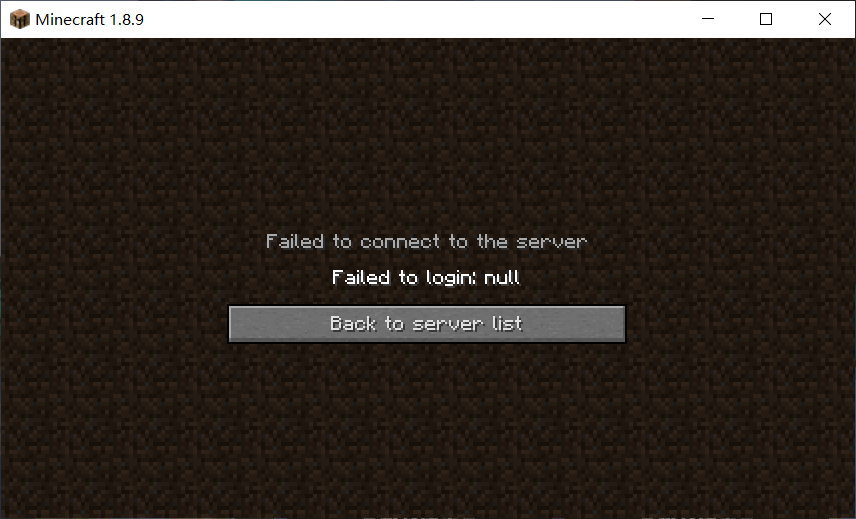 Minecraft 1.8.9
Failed to connect to the server
Failed to login: null
Back to server list